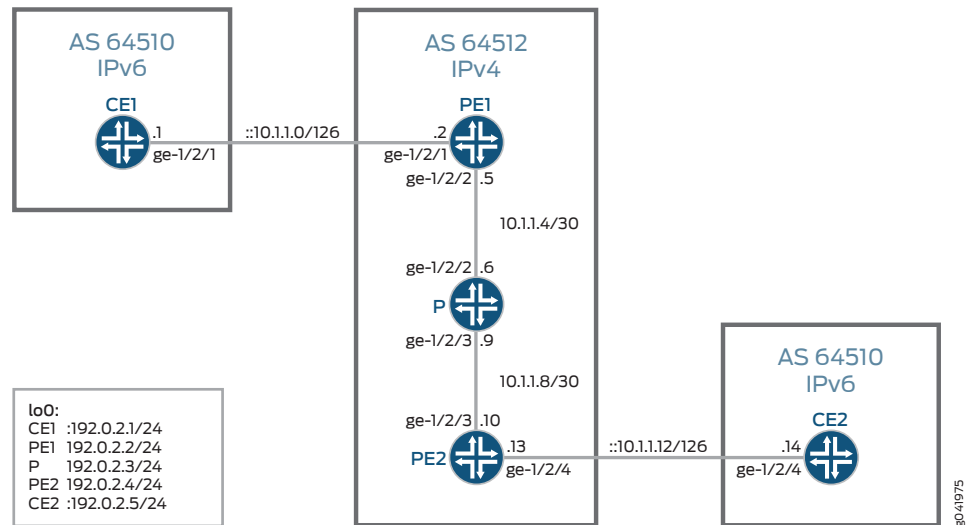 AS 64510
IPv6
CE1
.1
ge-1/2/1
::10.1.1.0/126
AS 64512
IPv4
PE1
.2
ge-1/2/1
ge-1/2/2 .5
10.1.1.4/30
ge-1/2/2 .6
P
ge-1/2/3 .9
10.1.1.8/30
ge-1/2/3 .10
PE2
.13
ge-1/2/4
::10.1.1.12/126
AS 64510
IPv6
CE2
.14
ge-1/2/4
lo0:
CE1 :192.0.2.1/24
PE1 192.0.2.2/24
P 192.0.2.3/24
PE2 192.0.2.4/24
CE2 :192.0.2.5/24